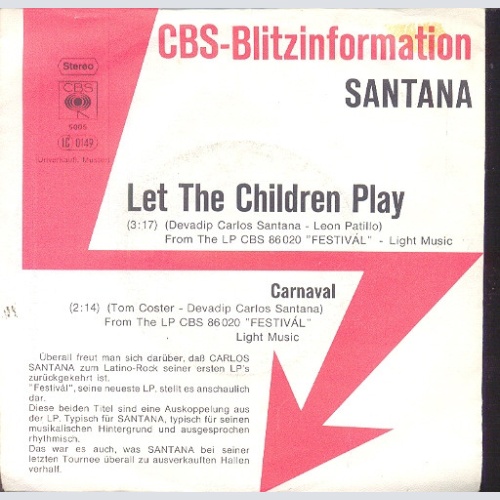 CBS-Blitzinformation
SANTANA
Stereo
CBS
5005
LC 0149
Universell. Mustera
Let The Children Play
(3:17) (Devadip Carlos Santana - Leon Patillo)
From The LP CBS 86020 "FESTIVÁL" - Light Music
Carnaval
(2:14) (Tom Coster - Devadip Carlos Santana)
From The LP CBS 86020 "FESTIVÁL"
Light Music
Überall freut man sich darüber, daß CARLOS
SANTANA zum Latino-Rock seiner ersten LP's
zurückgekehrt ist.
"Festivál", seine neueste LP, stellt es anschaulich
dar.
Diese beiden Titel sind eine Auskoppelung aus
der LP. Typisch für SANTANA, typisch für seinen
musikalischen Hintergrund und ausgesprochen
rhythmisch.
Das war es auch, was SANTANA bei seiner
letzten Tournee überall zu ausverkauften Hallen
verhalf.